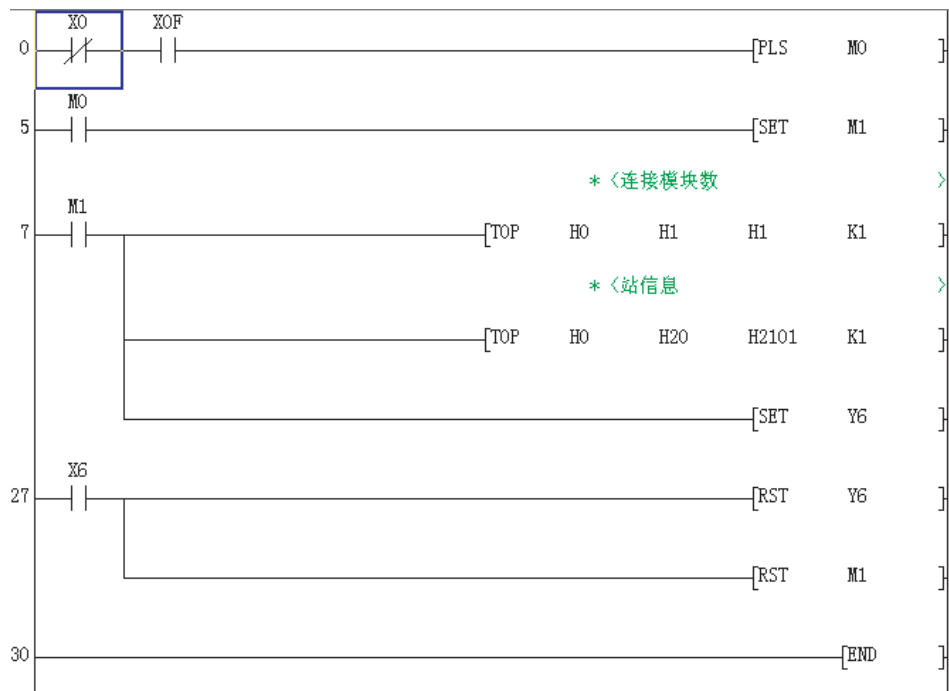 X0 X0F
0 [PLS M0 ]
M0
5 [SET M1 ]
*<连接模块数 >
M1
7 [TOP H0 H1 H1 K1 ]
*<站信息 >
[TOP H0 H20 H2101 K1 ]
[SET Y6 ]
X6
27 [RST Y6 ]
[RST M1 ]
30 [END ]